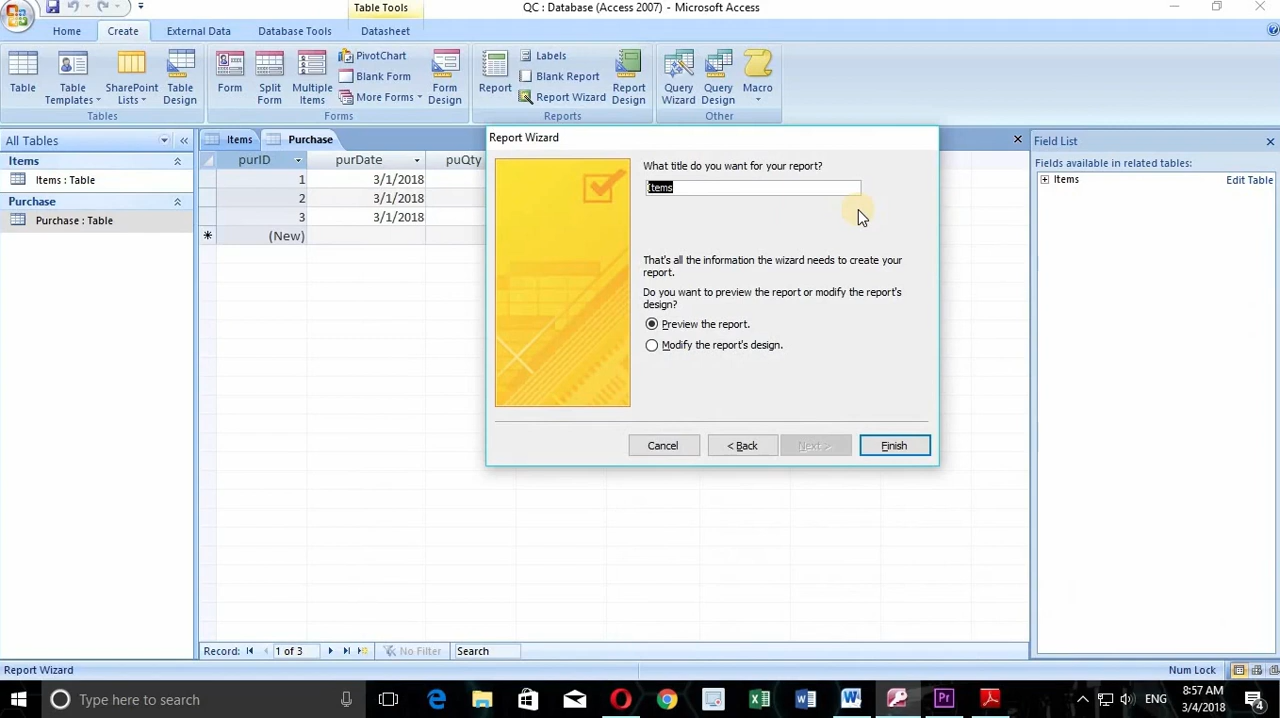 Table Tools
QC : Database (Access 2007) - Microsoft Access
Home
Create
External Data
Database Tools
Datasheet
Table
Table Templates
SharePoint Lists
Table Design
Tables
Form
Split Form
Multiple Items
PivotChart
Blank Form
More Forms
Form Design
Forms
Report
Labels
Blank Report
Report Wizard
Report Design
Reports
Query Wizard
Query Design
Macro
Other
All Tables
Items
Items : Table
Purchase
Purchase : Table
Items
Purchase
purID
purDate
puQty
1
3/1/2018
2
3/1/2018
3
3/1/2018
(New)
Report Wizard
What title do you want for your report?
Items
That's all the information the wizard needs to create your
report.
Do you want to preview the report or modify the report's
design?
Preview the report.
Modify the report's design.
Cancel
< Back
Next >
Finish
Field List
Fields available in related tables:
Items
Edit Table
Record:
1 of 3
No Filter
Search
Report Wizard
Num Lock
Type here to search
ENG
8:57 AM
3/4/2018
4